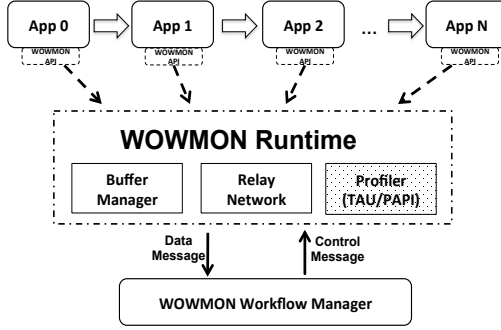 App 0
App 1
App 2
...
App N
WOWMON
API
WOWMON
API
WOWMON
API
WOWMON
API
WOWMON Runtime
Buffer
Manager
Relay
Network
Profiler
(TAU/PAPI)
Data
Message
Control
Message
WOWMON Workflow Manager